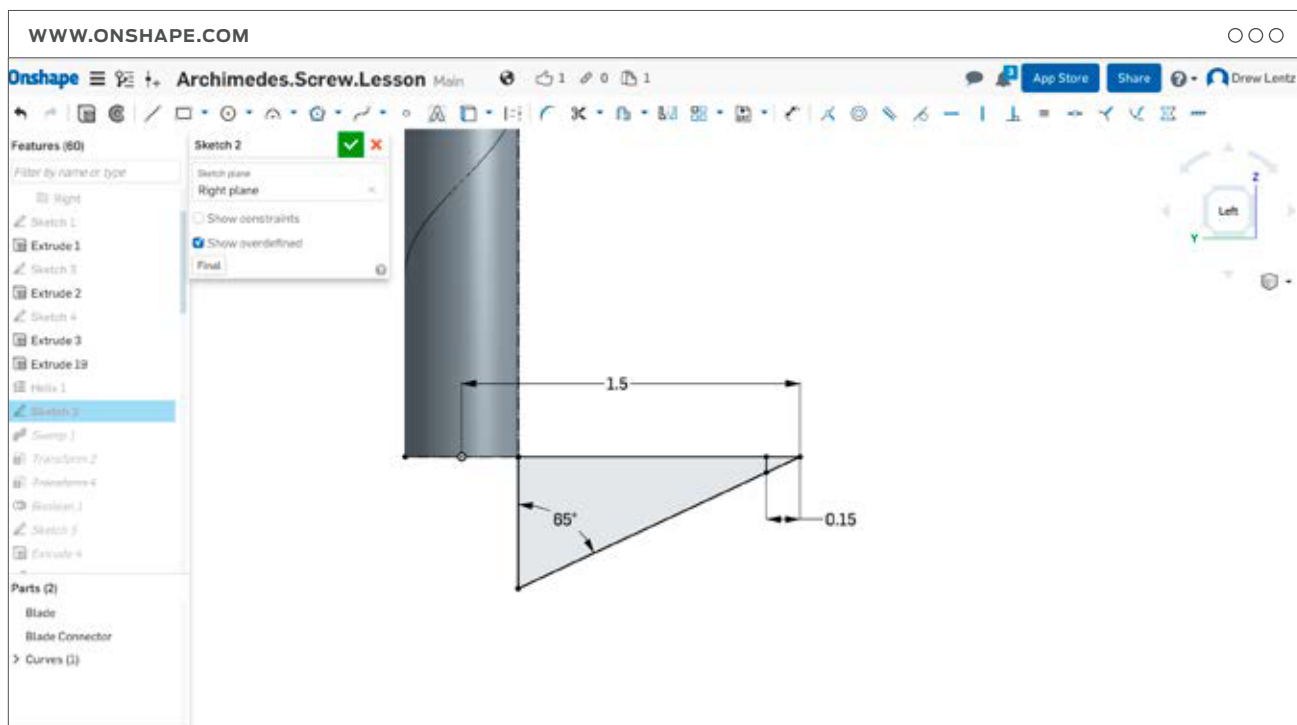 WWW.ONSHAPE.COM
Onshape Archimedes.Screw.Lesson Main 1 0 1 3 App Store Share Drew Lentz
Features (60)
Filter by name or type
Right
Sketch 1
Extrude 1
Sketch 3
Extrude 2
Sketch 4
Extrude 3
Extrude 19
Helix 1
Sketch 2
Sweep 1
Transform 2
Transform 4
Boolean 1
Extrude 4
Parts (2)
Blade
Blade Connector
Curves (1)
Sketch 2
Sketch plane
Right plane
Show constraints
Show overdefined
Final
1.5
65°
0.15
Z
Left
Y